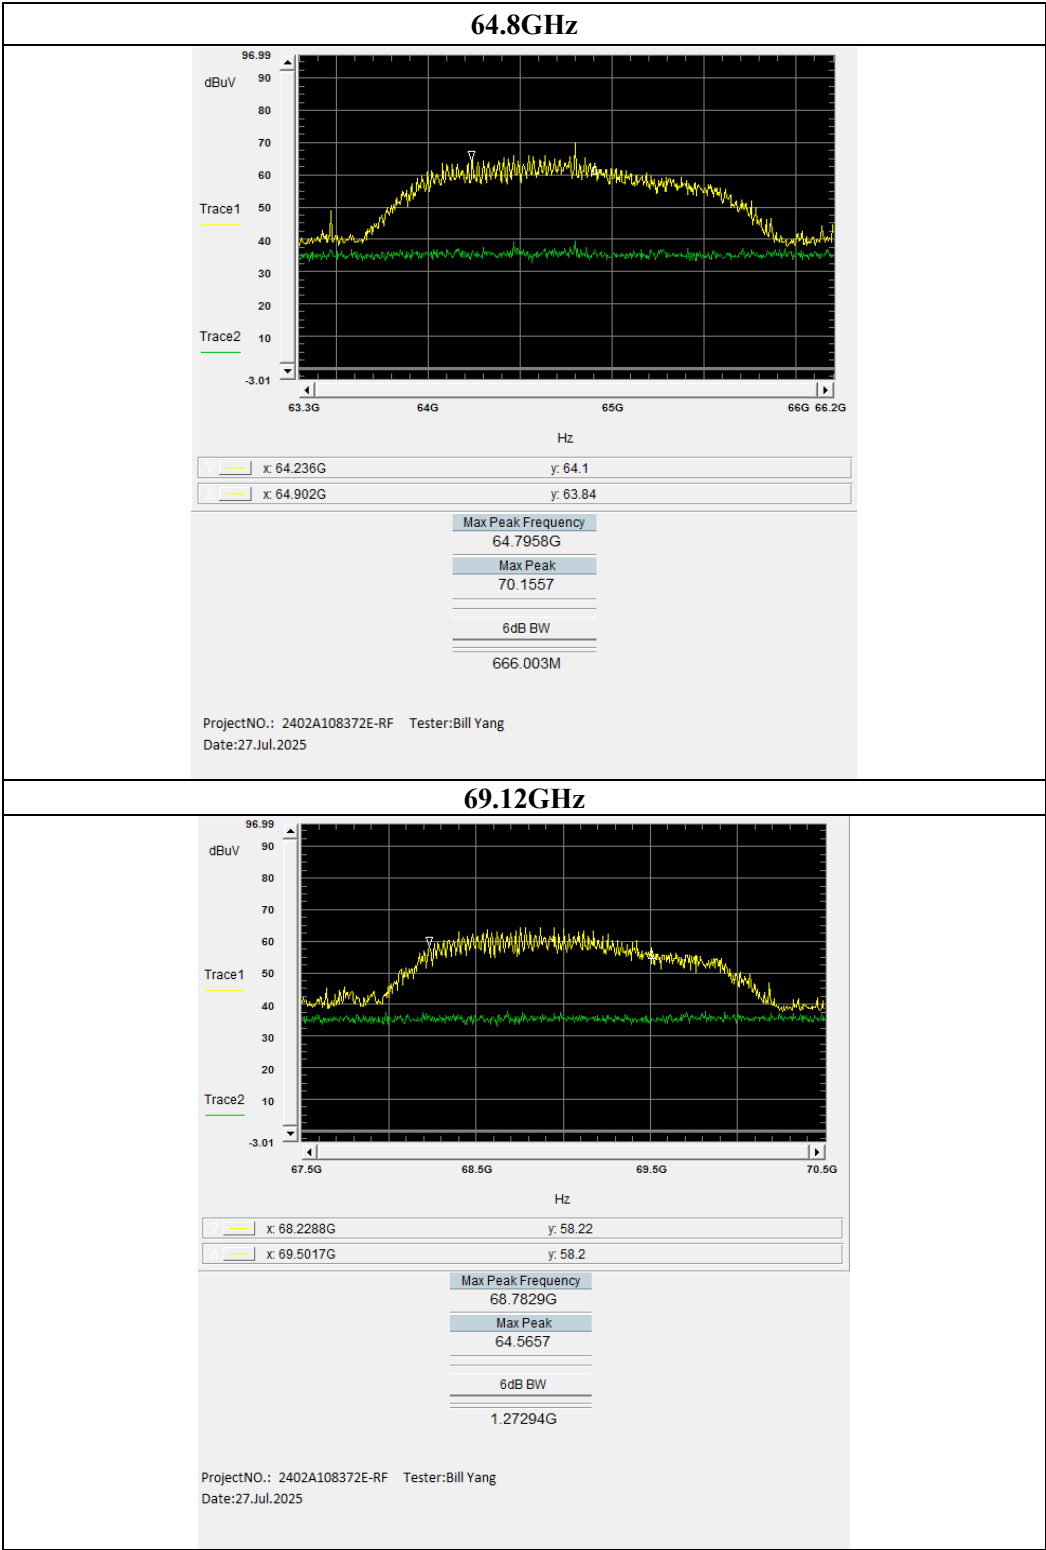 64.8GHz
96.99
dBuV
90
80
70
60
Trace1
50
40
30
20
Trace2
10
-3.01
63.3G 64G 65G 66G 66.2G
Hz
x: 64.236G y: 64.1
x: 64.902G y: 63.84
Max Peak Frequency
64.7958G
Max Peak
70.1557
6dB BW
666.003M
ProjectNO.: 2402A108372E-RF Tester:Bill Yang
Date:27.Jul.2025
69.12GHz
96.99
dBuV
90
80
70
60
Trace1
50
40
30
20
Trace2
10
-3.01
67.5G 68.5G 69.5G 70.5G
Hz
x: 68.2288G y: 58.22
x: 69.5017G y: 58.2
Max Peak Frequency
68.7829G
Max Peak
64.5657
6dB BW
1.27294G
ProjectNO.: 2402A108372E-RF Tester:Bill Yang
Date:27.Jul.2025